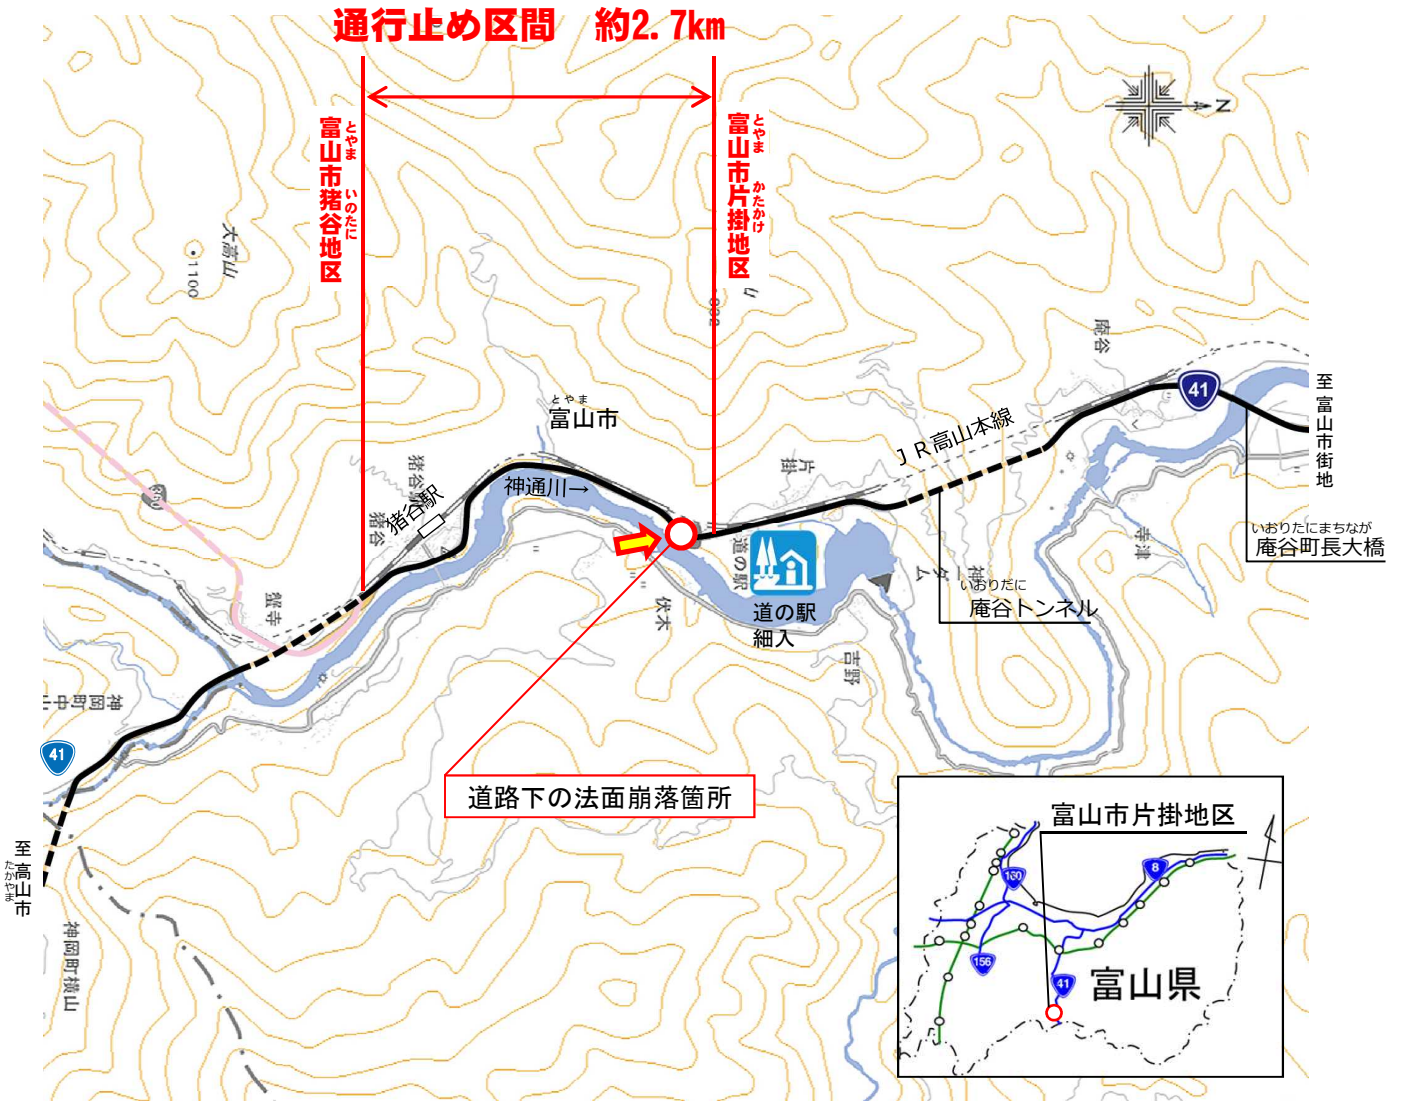 通行止め区間　約2.7km
富山市猪谷地区
とやま　いのたに
富山市片掛地区
とやま　かたかけ
N
大高山
1100
庵谷
41
至 富山市街地
とやま
富山市
JR高山本線
猪谷駅
猪谷
神通川→
片掛
道の駅
道の駅
細入
いおりたにまちなが
庵谷町長大橋
いおりだに
庵谷トンネル
寺津
蟹寺
伏木
吉野
41
至 高山市
たかやま
道路下の法面崩落箇所
神岡町横山
富山市片掛地区
160
8
156
41
富山県